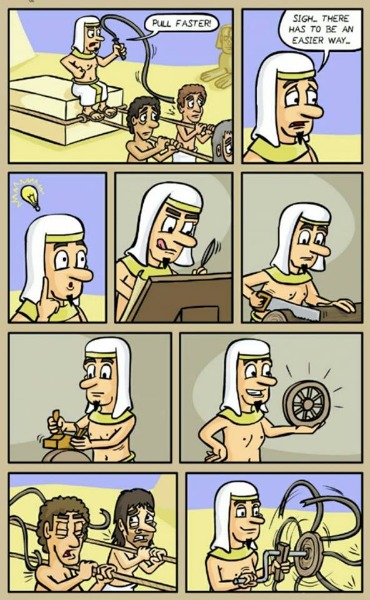 PULL FASTER!
SIGH... THERE
HAS TO BE AN
EASIER WAY...